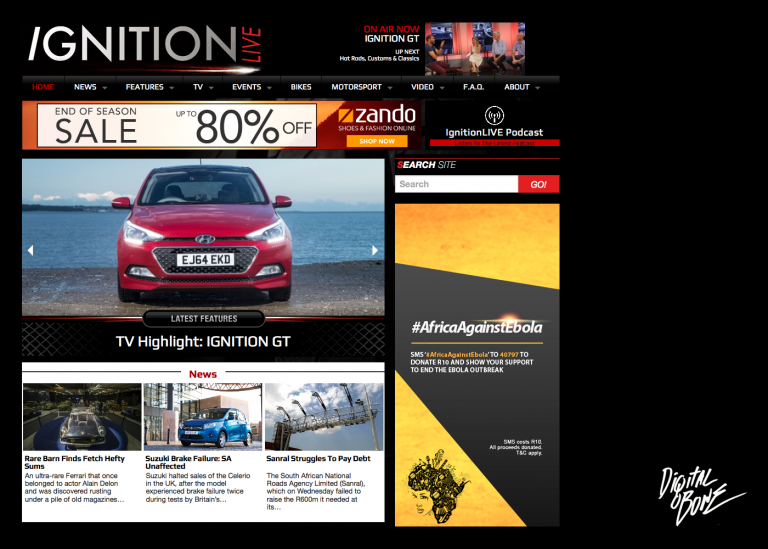 IGNITION LIVE
ON AIR NOW
IGNITION GT
UP NEXT
Hot Rods, Customs & Classics
HOME NEWS FEATURES TV EVENTS BIKES MOTORSPORT VIDEO F.A.Q. ABOUT
END OF SEASON
SALE
UP TO 80% OFF
zando
SHOES & FASHION ONLINE
SHOP NOW
IgnitionLIVE Podcast
Listen To The Latest Podcast
SEARCH SITE
Search GO!
EJ64 EKD
LATEST FEATURES
TV Highlight: IGNITION GT
#AfricaAgainstEbola
SMS '#AfricaAgainstEbola' TO 40797 TO
DONATE R10 AND SHOW YOUR SUPPORT
TO END THE EBOLA OUTBREAK
SMS costs R10.
All proceeds donated.
T&C apply.
News
Rare Barn Finds Fetch Hefty
Sums
An ultra-rare Ferrari that once
belonged to actor Alain Delon
and was discovered rusting
under a pile of old magazines…
Suzuki Brake Failure: SA
Unaffected
Suzuki halted sales of the Celerio
in the UK, after the model
experienced brake failure twice
during tests by Britain's…
Sanral Struggles To Pay Debt
The South African National
Roads Agency Limited (Sanral),
which on Wednesday failed to
raise the R600m it needed at
its…
DIGITAL
BONE